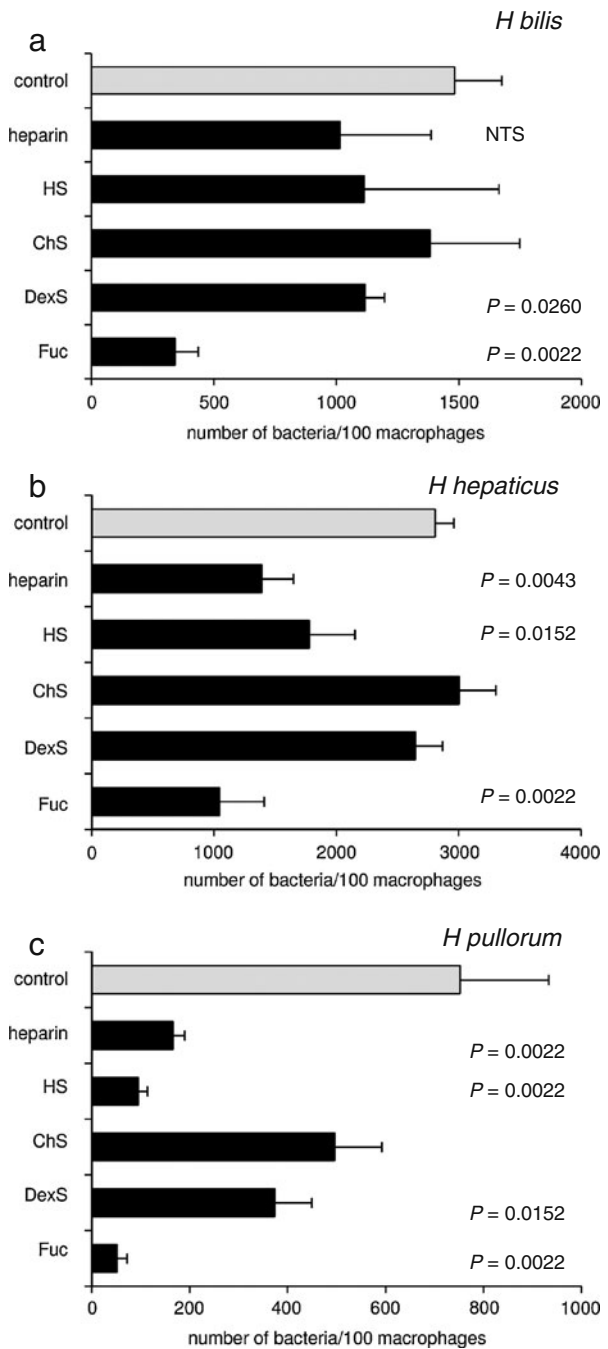 a
H bilis
control
heparin
NTS
HS
ChS
DexS
P = 0.0260
Fuc
P = 0.0022
0 500 1000 1500 2000
number of bacteria/100 macrophages
b
H hepaticus
control
heparin
P = 0.0043
HS
P = 0.0152
ChS
DexS
Fuc
P = 0.0022
0 1000 2000 3000 4000
number of bacteria/100 macrophages
c
H pullorum
control
heparin
P = 0.0022
HS
P = 0.0022
ChS
DexS
P = 0.0152
Fuc
P = 0.0022
0 200 400 600 800 1000
number of bacteria/100 macrophages